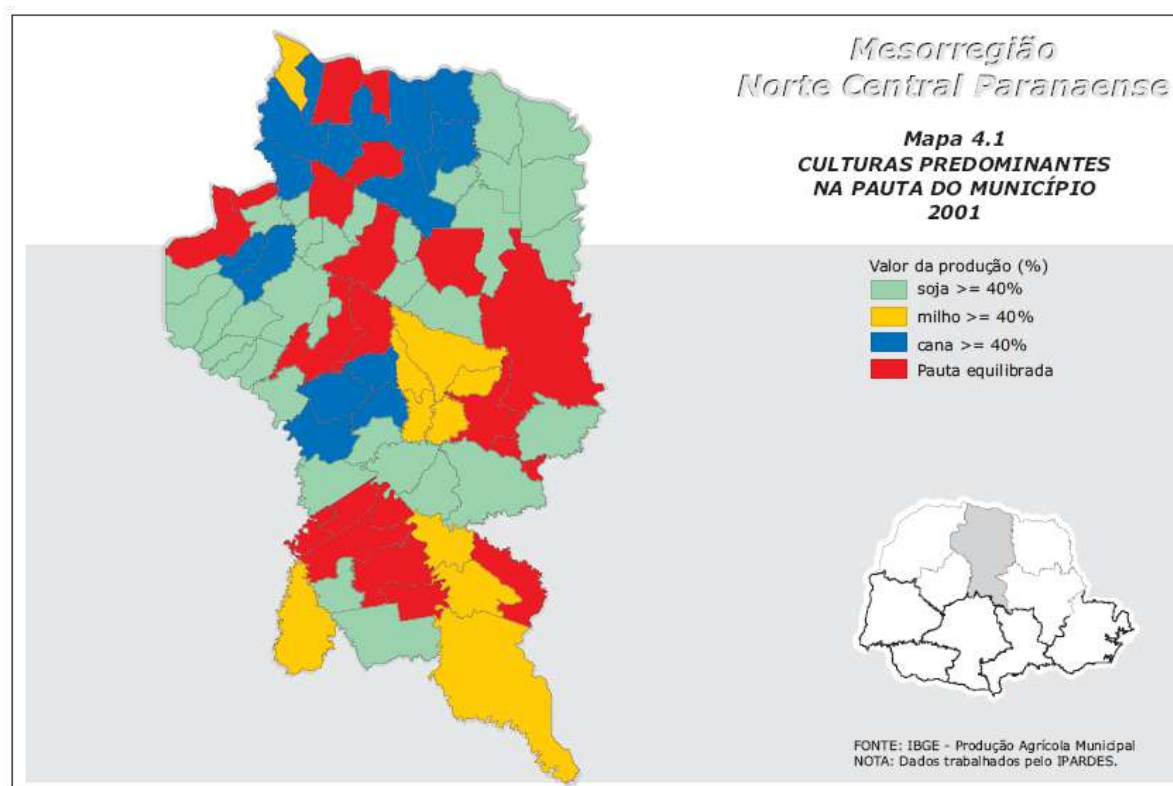 Mesorregião
Norte Central Paranaense
Mapa 4.1
CULTURAS PREDOMINANTES
NA PAUTA DO MUNICÍPIO
2001
Valor da produção (%)
soja >= 40%
milho >= 40%
cana >= 40%
Pauta equilibrada
FONTE: IBGE - Produção Agrícola Municipal
NOTA: Dados trabalhados pelo IPARDES.